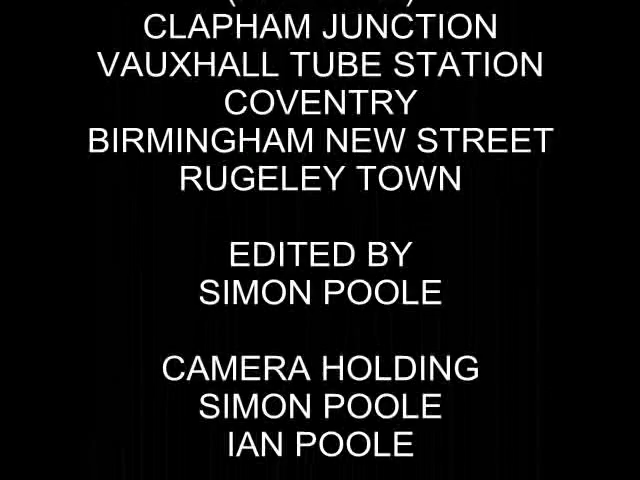 CLAPHAM JUNCTION
VAUXHALL TUBE STATION
COVENTRY
BIRMINGHAM NEW STREET
RUGELEY TOWN
EDITED BY
SIMON POOLE
CAMERA HOLDING
SIMON POOLE
IAN POOLE